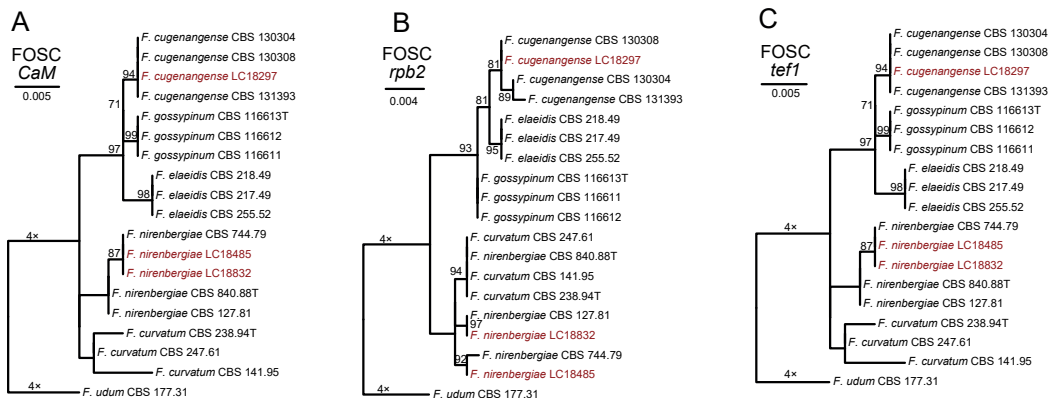 A
FOSC
CaM
0.005
F. cugenangense CBS 130304
F. cugenangense CBS 130308
F. cugenangense LC18297
F. cugenangense CBS 131393
F. gossypinum CBS 116613T
F. gossypinum CBS 116612
F. gossypinum CBS 116611
F. elaeidis CBS 218.49
F. elaeidis CBS 217.49
F. elaeidis CBS 255.52
F. nirenbergiae CBS 744.79
F. nirenbergiae LC18485
F. nirenbergiae LC18832
F. nirenbergiae CBS 840.88T
F. nirenbergiae CBS 127.81
F. curvatum CBS 238.94T
F. curvatum CBS 247.61
F. curvatum CBS 141.95
F. udum CBS 177.31
94
71
99
97
98
4×
87
4×
B
FOSC
rpb2
0.004
F. cugenangense CBS 130308
F. cugenangense LC18297
F. cugenangense CBS 130304
F. cugenangense CBS 131393
F. elaeidis CBS 218.49
F. elaeidis CBS 217.49
F. elaeidis CBS 255.52
F. gossypinum CBS 116613T
F. gossypinum CBS 116611
F. gossypinum CBS 116612
F. curvatum CBS 247.61
F. nirenbergiae CBS 840.88T
F. curvatum CBS 141.95
F. curvatum CBS 238.94T
F. nirenbergiae CBS 127.81
F. nirenbergiae LC18832
F. nirenbergiae CBS 744.79
F. nirenbergiae LC18485
F. udum CBS 177.31
81
89
81
95
93
4×
94
97
92
4×
C
FOSC
tef1
0.005
F. cugenangense CBS 130304
F. cugenangense CBS 130308
F. cugenangense LC18297
F. cugenangense CBS 131393
F. gossypinum CBS 116613T
F. gossypinum CBS 116612
F. gossypinum CBS 116611
F. elaeidis CBS 218.49
F. elaeidis CBS 217.49
F. elaeidis CBS 255.52
F. nirenbergiae CBS 744.79
F. nirenbergiae LC18485
F. nirenbergiae LC18832
F. nirenbergiae CBS 840.88T
F. nirenbergiae CBS 127.81
F. curvatum CBS 238.94T
F. curvatum CBS 247.61
F. curvatum CBS 141.95
F. udum CBS 177.31
94
71
99
97
98
87
4×
4×